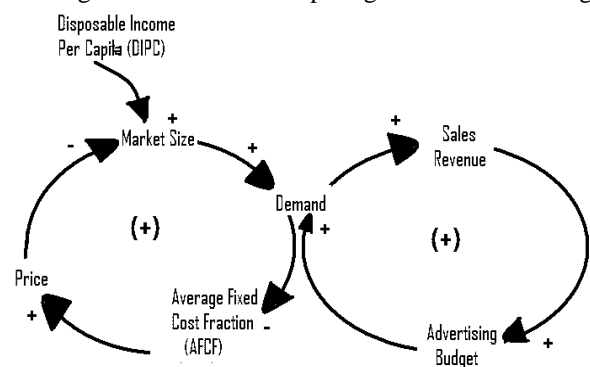 Disposable Income
Per Capita (DIPC)
+
- Market Size +
+ Sales
Revenue
Demand
(+) + (+)
Price
+
Average Fixed
Cost Fraction -
(AFCF)
Advertising +
Budget